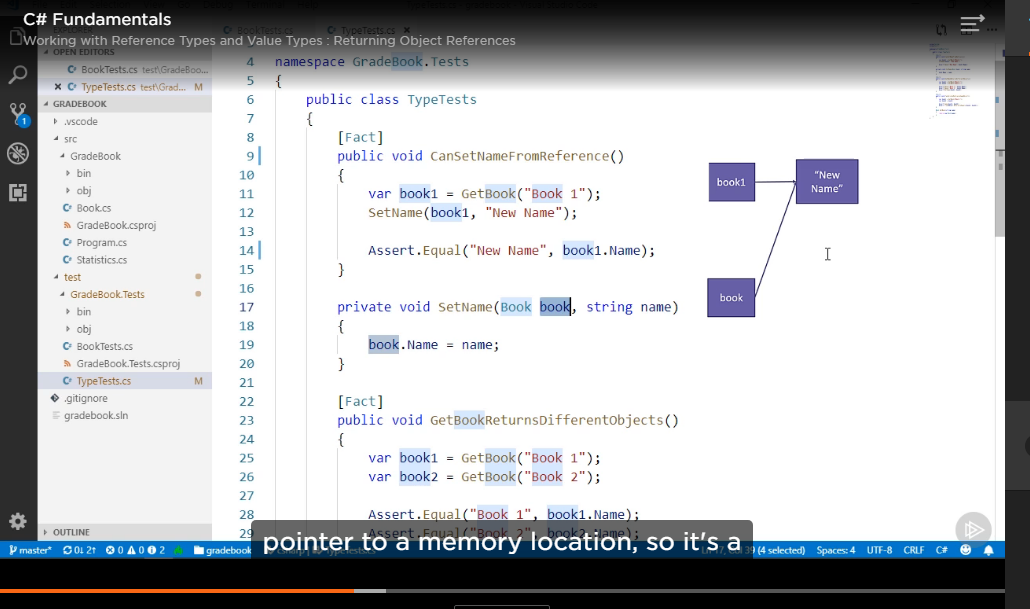 C# Fundamentals
Working with Reference Types and Value Types : Returning Object References
OPEN EDITORS
BookTests.cs test\GradeBoo...
TypeTests.cs test\Grad... M
GRADEBOOK
.vscode
src
GradeBook
bin
obj
Book.cs
GradeBook.csproj
Program.cs
Statistics.cs
test
GradeBook.Tests
bin
obj
BookTests.cs
GradeBook.Tests.csproj
TypeTests.cs M
.gitignore
gradebook.sln
OUTLINE
1
BookTests.cs TypeTests.cs
4 namespace GradeBook.Tests
5 {
6 public class TypeTests
7 {
8 [Fact]
9 public void CanSetNameFromReference()
10 {
11 var book1 = GetBook("Book 1");
12 SetName(book1, "New Name");
13
14 Assert.Equal("New Name", book1.Name);
15 }
16
17 private void SetName(Book book, string name)
18 {
19 book.Name = name;
20 }
21
22 [Fact]
23 public void GetBookReturnsDifferentObjects()
24 {
25 var book1 = GetBook("Book 1");
26 var book2 = GetBook("Book 2");
27
28 Assert.Equal("Book 1", book1.Name);
29 Assert.Equal("Book 2", book2.Name);
book1
“New
Name”
book
pointer to a memory location, so it's a
master* 0↓ 2↑ 0 0 2 gradebook (4 selected) Spaces: 4 UTF-8 CRLF C#